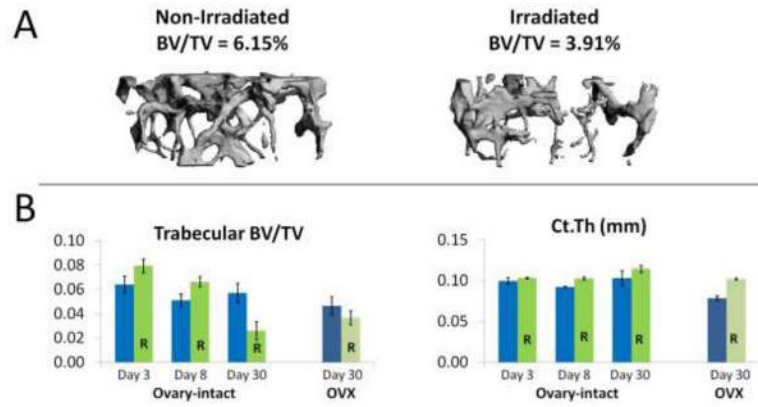 A
Non-Irradiated
BV/TV = 6.15%
Irradiated
BV/TV = 3.91%
B
Trabecular BV/TV
0.10
0.08
0.06
0.04
0.02
0.00
R
R
R
R
Day 3
Day 8
Day 30
Day 30
Ovary-intact
OVX
Ct.Th (mm)
0.15
0.10
0.05
0.00
R
R
R
R
Day 3
Day 8
Day 30
Day 30
Ovary-intact
OVX